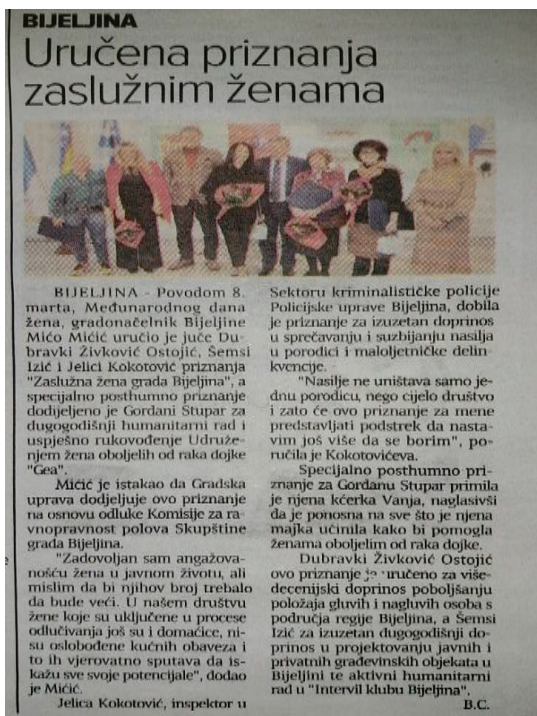 BIJELJINA
Uručena priznanja
zaslužnim ženama
BIJELJINA - Povodom 8.
marta, Međunarodnog dana
žena, gradonačelnik Bijeljine
Mićo Mićić uručio je juče Du-
bravki Živković Ostojić, Šemsi
Izić i Jelici Kokotović priznanja
"Zaslužna žena grada Bijeljina", a
specijalno posthumno priznanje
dodijeljeno je Gordani Stupar za
dugogodišnji humanitarni rad i
uspješno rukovođenje Udruže-
njem žena oboljelih od raka dojke
"Gea".
Mićić je istakao da Gradska
uprava dodjeljuje ovo priznanje
na osnovu odluke Komisije za ra-
vnopravnost polova Skupštine
grada Bijeljina.
"Zadovoljan sam angažova-
nošću žena u javnom životu, ali
mislim da bi njihov broj trebalo
da bude veći. U našem društvu
žene koje su uključene u procese
odlučivanja još su i domaćice, ni-
su oslobođene kućnih obaveza i
to ih vjerovatno sputava da is-
kažu sve svoje potencijale", dodao
je Mićić.
Jelica Kokotović, inspektor u
Sektoru kriminalističke policije
Policijske uprave Bijeljina, dobila
je priznanje za izuzetan doprinos
u sprečavanju i suzbijanju nasilja
u porodici i maloljetničke delin-
kvencije.
"Nasilje ne uništava samo je-
dnu porodicu, nego cijelo društvo
i zato će ovo priznanje za mene
predstavljati podstrek da nasta-
vim još više da se borim", po-
ručila je Kokotovićeva.
Specijalno posthumno pri-
znanje za Gordanu Stupar primila
je njena kćerka Vanja, naglasivši
da je ponosna na sve što je njena
majka učinila kako bi pomogla
ženama oboljelim od raka dojke.
Dubravki Živković Ostojić
ovo priznanje je uručeno za više-
decenijski doprinos poboljšanju
položaja gluvih i nagluvih osoba s
područja regije Bijeljina, a Šemsi
Izić za izuzetan dugogodišnji do-
prinos u projektovanju javnih i
privatnih građevinskih objekata u
Bijeljini te aktivni humanitarni
rad u "Intervil klubu Bijeljina".
B.C.